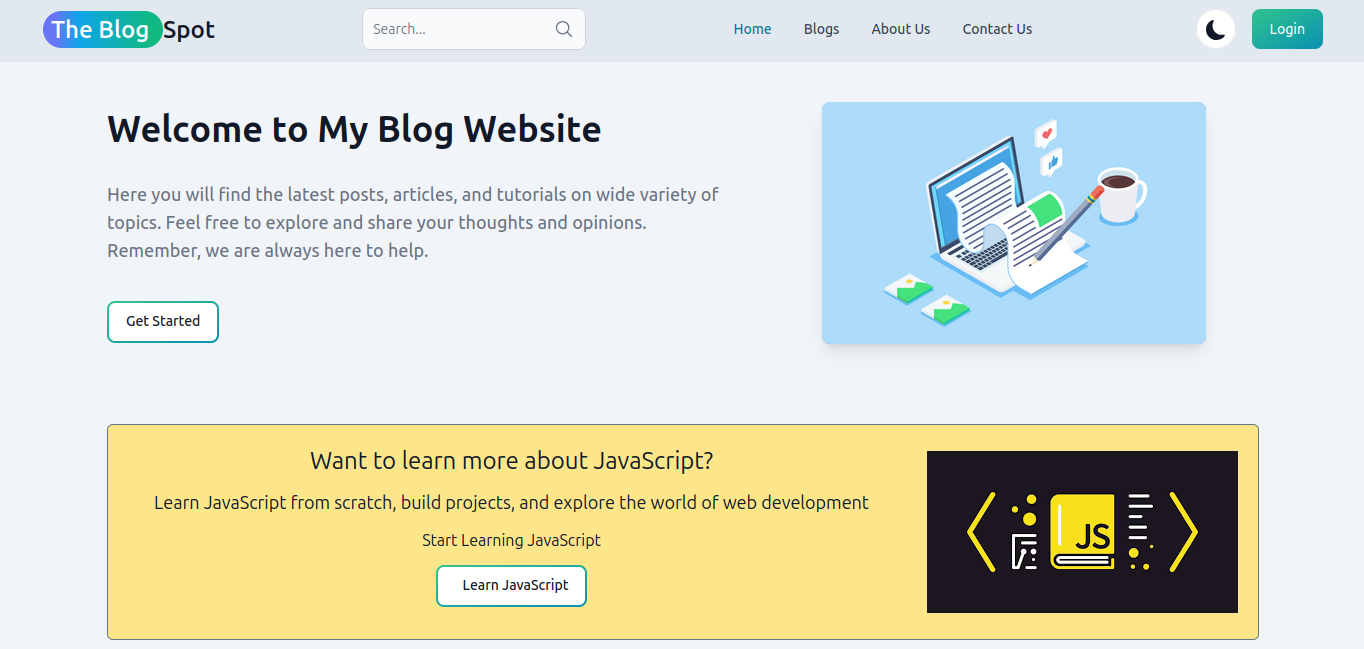 The Blog Spot
Search...
Home
Blogs
About Us
Contact Us
Login
Welcome to My Blog Website
Here you will find the latest posts, articles, and tutorials on wide variety of
topics. Feel free to explore and share your thoughts and opinions.
Remember, we are always here to help.
Get Started
Want to learn more about JavaScript?
Learn JavaScript from scratch, build projects, and explore the world of web development
Start Learning JavaScript
Learn JavaScript
JS